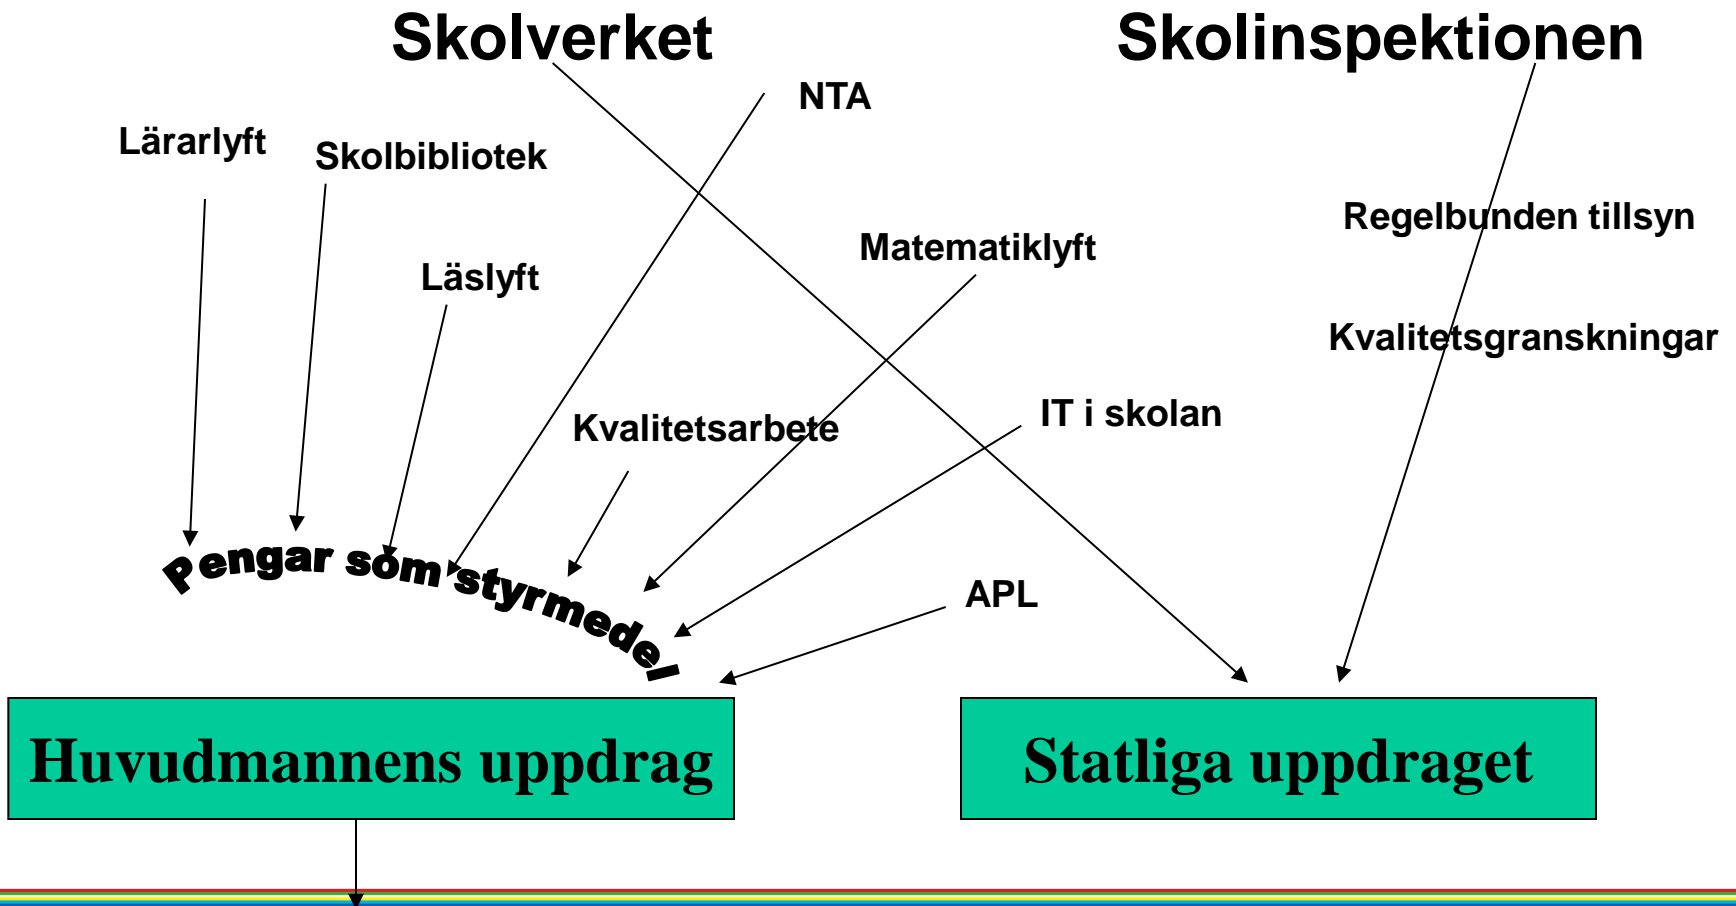 Skolverket
Skolinspektionen
NTA
Lärarlyft
Skolbibliotek
Regelbunden tillsyn
Matematiklyft
Läslyft
Kvalitetsgranskningar
IT i skolan
Kvalitetsarbete
Pengar som styrmedel
APL
Huvudmannens uppdrag
Statliga uppdraget